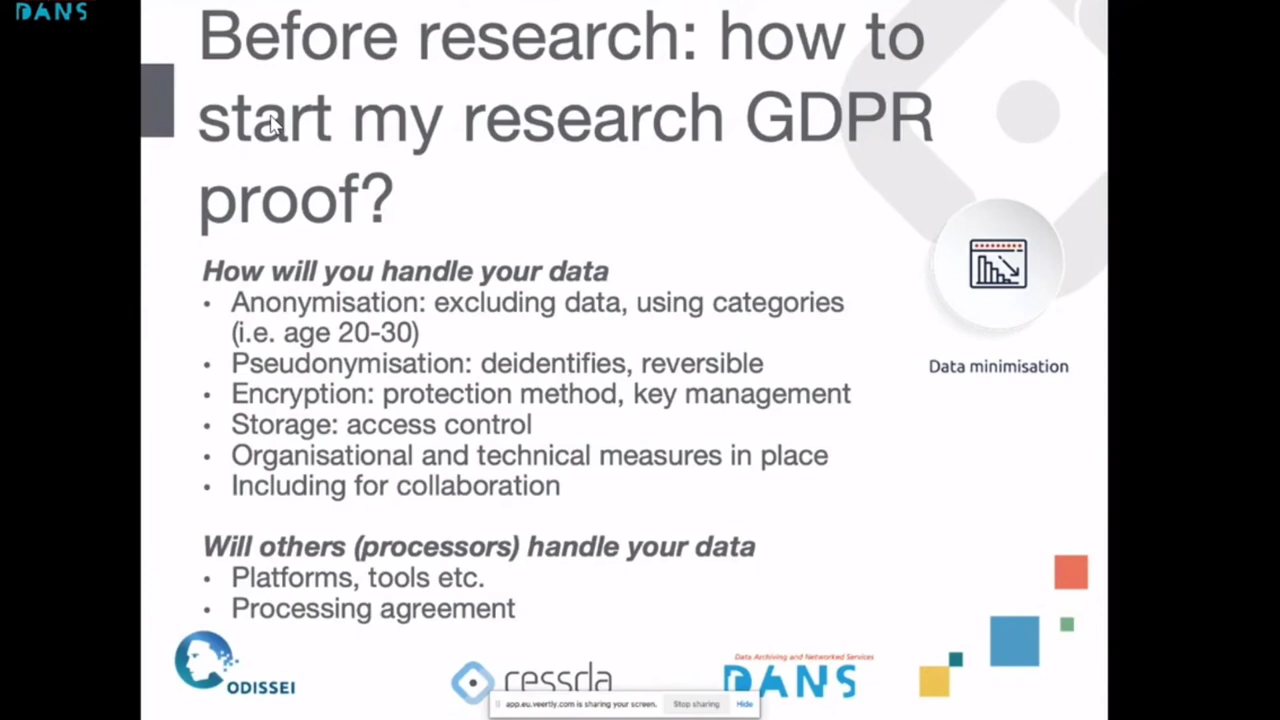 DANS
Before research: how to
start my research GDPR
proof?
How will you handle your data
• Anonymisation: excluding data, using categories
(i.e. age 20-30)
• Pseudonymisation: deidentifies, reversible
• Encryption: protection method, key management
• Storage: access control
• Organisational and technical measures in place
• Including for collaboration
Data minimisation
Will others (processors) handle your data
• Platforms, tools etc.
• Processing agreement
ODISSEI
cessda
Data Archiving and Networked Services
DANS
app.eu.veertly.com is sharing your screen. Stop sharing Hide